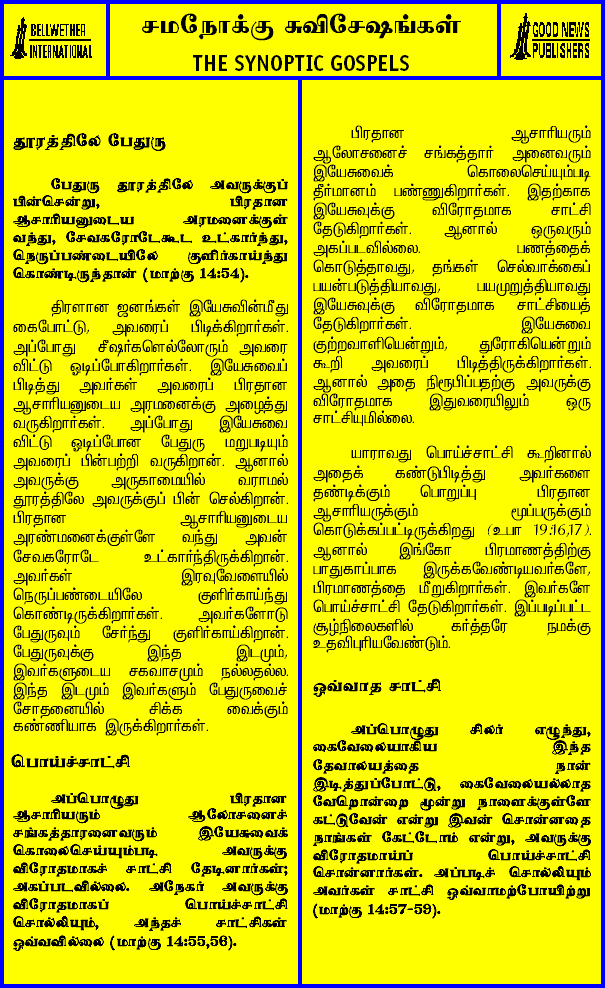 BELLWETHER
INTERNATIONAL
சமநோக்கு சுவிசேஷங்கள்
THE SYNOPTIC GOSPELS
GOOD NEWS
PUBLISHERS
தூரத்திலே பேதுரு
பேதுரு தூரத்திலே அவருக்குப்
பின்சென்று, பிரதான
ஆசாரியனுடைய அரமனைக்குள்
வந்து, சேவகரோடேகூட உட்கார்ந்து,
நெருப்பண்டையிலே குளிர்காய்ந்து
கொண்டிருந்தான் (மாற்கு 14:54).
திரளான ஜனங்கள் இயேசுவின்மீது
கைபோட்டு, அவரைப் பிடிக்கிறார்கள்.
அப்போது சீஷர்களெல்லோரும் அவரை
விட்டு ஓடிப்போகிறார்கள். இயேசுவைப்
பிடித்து அவர்கள் அவரைப் பிரதான
ஆசாரியனுடைய அரமனைக்கு அழைத்து
வருகிறார்கள். அப்போது இயேசுவை
விட்டு ஓடிப்போன பேதுரு மறுபடியும்
அவரைப் பின்பற்றி வருகிறான். ஆனால்
அவருக்கு அருகாமையில் வராமல்
தூரத்திலே அவருக்குப் பின் செல்கிறான்.
பிரதான ஆசாரியனுடைய
அரண்மனைக்குள்ளே வந்து அவன்
சேவகரோடே உட்கார்ந்திருக்கிறான்.
அவர்கள் இரவுவேளையில்
நெருப்பண்டையிலே குளிர்காய்ந்து
கொண்டிருக்கிறார்கள். அவர்களோடு
பேதுருவும் சேர்ந்து குளிர்காய்கிறான்.
பேதுருவுக்கு இந்த இடமும்,
இவர்களுடைய சகவாசமும் நல்லதல்ல.
இந்த இடமும் இவர்களும் பேதுருவைச்
சோதனையில் சிக்க வைக்கும்
கண்ணியாக இருக்கிறார்கள்.
பொய்ச்சாட்சி
அப்பொழுது பிரதான
ஆசாரியரும் ஆலோசனைச்
சங்கத்தாரனைவரும் இயேசுவைக்
கொலைசெய்யும்படி அவருக்கு
விரோதமாகச் சாட்சி தேடினார்கள்;
அகப்படவில்லை. அநேகர் அவருக்கு
விரோதமாகப் பொய்ச்சாட்சி
சொல்லியும், அந்தச் சாட்சிகள்
ஒவ்வவில்லை (மாற்கு 14:55,56).
பிரதான ஆசாரியரும்
ஆலோசனைச் சங்கத்தார் அனைவரும்
இயேசுவைக் கொலைசெய்யும்படி
தீர்மானம் பண்ணுகிறார்கள். இதற்காக
இயேசுவுக்கு விரோதமாக சாட்சி
தேடுகிறார்கள். ஆனால் ஒருவரும்
அகப்படவில்லை. பணத்தைக்
கொடுத்தாவது, தங்கள் செல்வாக்கைப்
பயன்படுத்தியாவது, பயமுறுத்தியாவது
இயேசுவுக்கு விரோதமாக சாட்சியைத்
தேடுகிறார்கள். இயேசுவை
குற்றவாளியென்றும், துரோகியென்றும்
கூறி அவரைப் பிடித்திருக்கிறார்கள்.
ஆனால் அதை நிரூபிப்பதற்கு அவருக்கு
விரோதமாக இதுவரையிலும் ஒரு
சாட்சியுமில்லை.
யாராவது பொய்ச்சாட்சி கூறினால்
அதைக் கண்டுபிடித்து அவர்களை
தண்டிக்கும் பொறுப்பு பிரதான
ஆசாரியருக்கும் மூப்பருக்கும்
கொடுக்கப்பட்டிருக்கிறது (உபா 19:16,17).
ஆனால் இங்கோ பிரமாணத்திற்கு
பாதுகாப்பாக இருக்கவேண்டியவர்களே,
பிரமாணத்தை மீறுகிறார்கள். இவர்களே
பொய்ச்சாட்சி தேடுகிறார்கள். இப்படிப்பட்ட
சூழ்நிலைகளில் கர்த்தரே நமக்கு
உதவிபுரியவேண்டும்.
ஒவ்வாத சாட்சி
அப்பொழுது சிலர் எழுந்து,
கைவேலையாகிய இந்த
தேவாலயத்தை நான்
இடித்துப்போட்டு, கைவேலையல்லாத
வேறொன்றை மூன்று நாளைக்குள்ளே
கட்டுவேன் என்று இவன் சொன்னதை
நாங்கள் கேட்டோம் என்று, அவருக்கு
விரோதமாய்ப் பொய்ச்சாட்சி
சொன்னார்கள். அப்படிச் சொல்லியும்
அவர்கள் சாட்சி ஒவ்வாமற்போயிற்று
(மாற்கு 14:57-59).